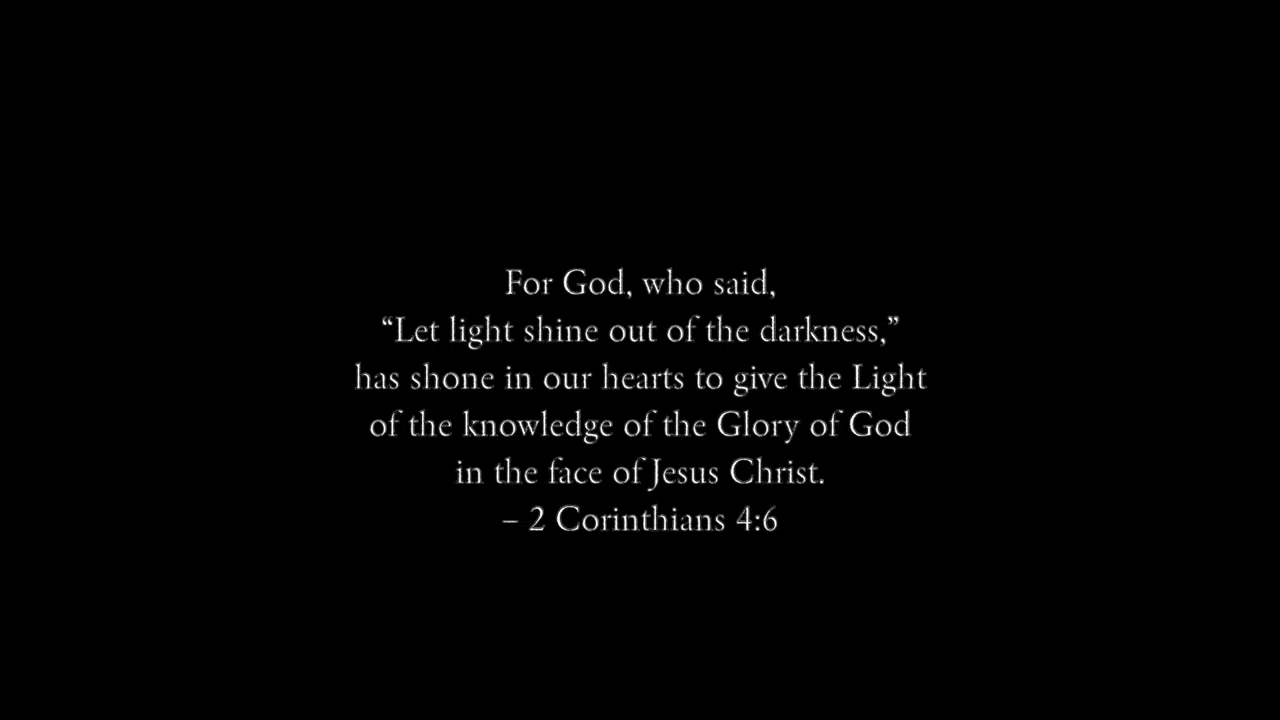 For God, who said,
“Let light shine out of the darkness,”
has shone in our hearts to give the Light
of the knowledge of the Glory of God
in the face of Jesus Christ.
– 2 Corinthians 4:6